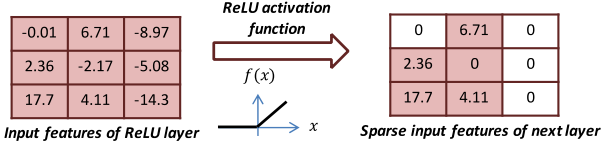 ReLU activation
function
-0.01 6.71 -8.97
2.36 -2.17 -5.08
17.7 4.11 -14.3
Input features of ReLU layer
f(x)
x
0 6.71 0
2.36 0 0
17.7 4.11 0
Sparse input features of next layer